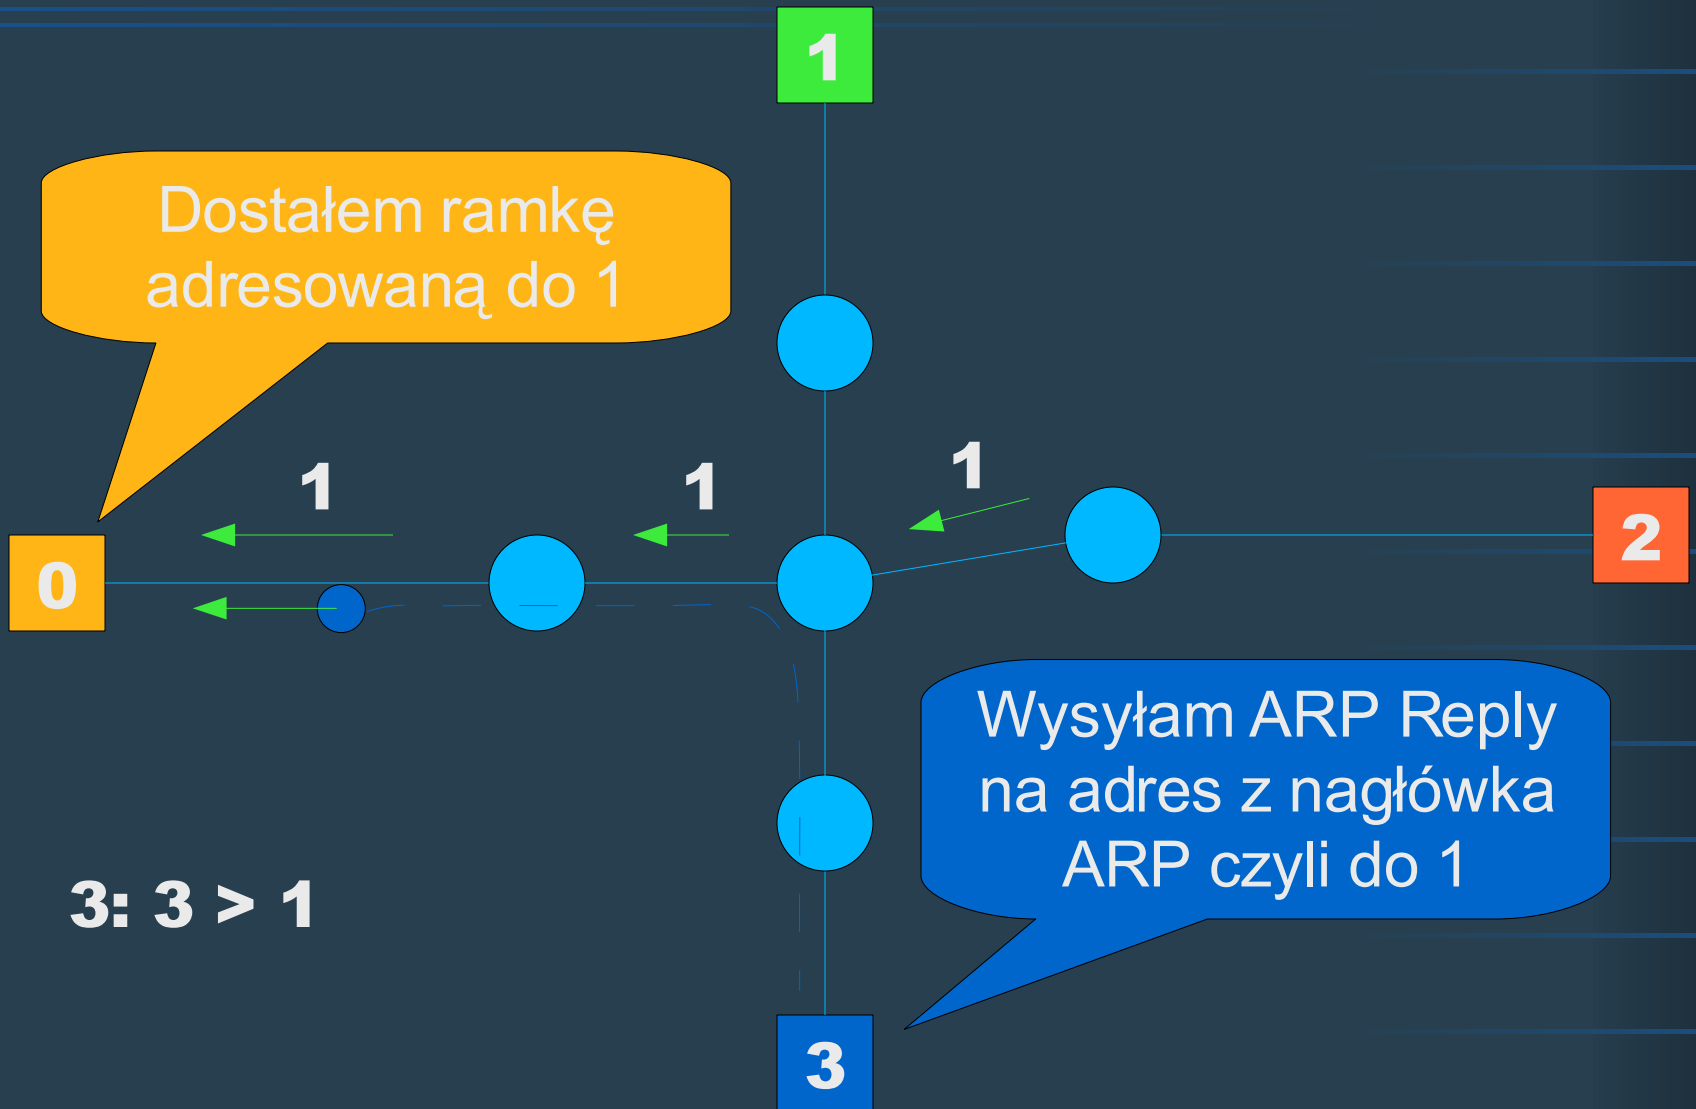 1
Dostałem ramkę
adresowaną do 1
1
1
1
0
2
Wysyłam ARP Reply
na adres z nagłówka
ARP czyli do 1
3: 3 > 1
3